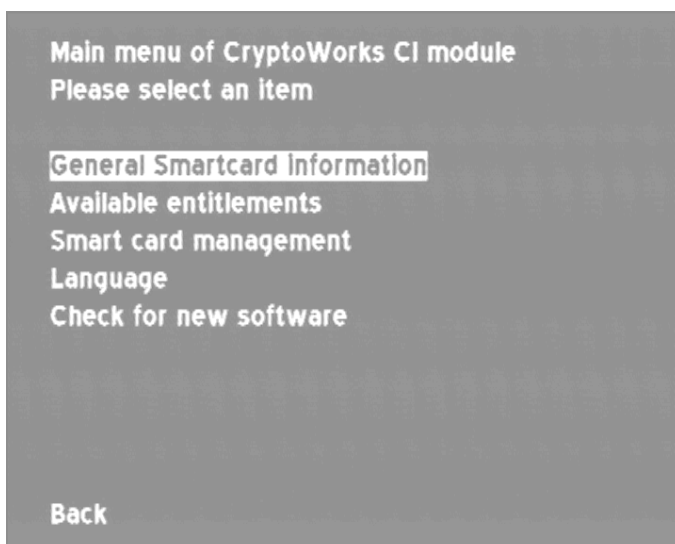 Main menu of CryptoWorks CI module
Please select an item
General Smartcard information
Available entitlements
Smart card management
Language
Check for new software
Back